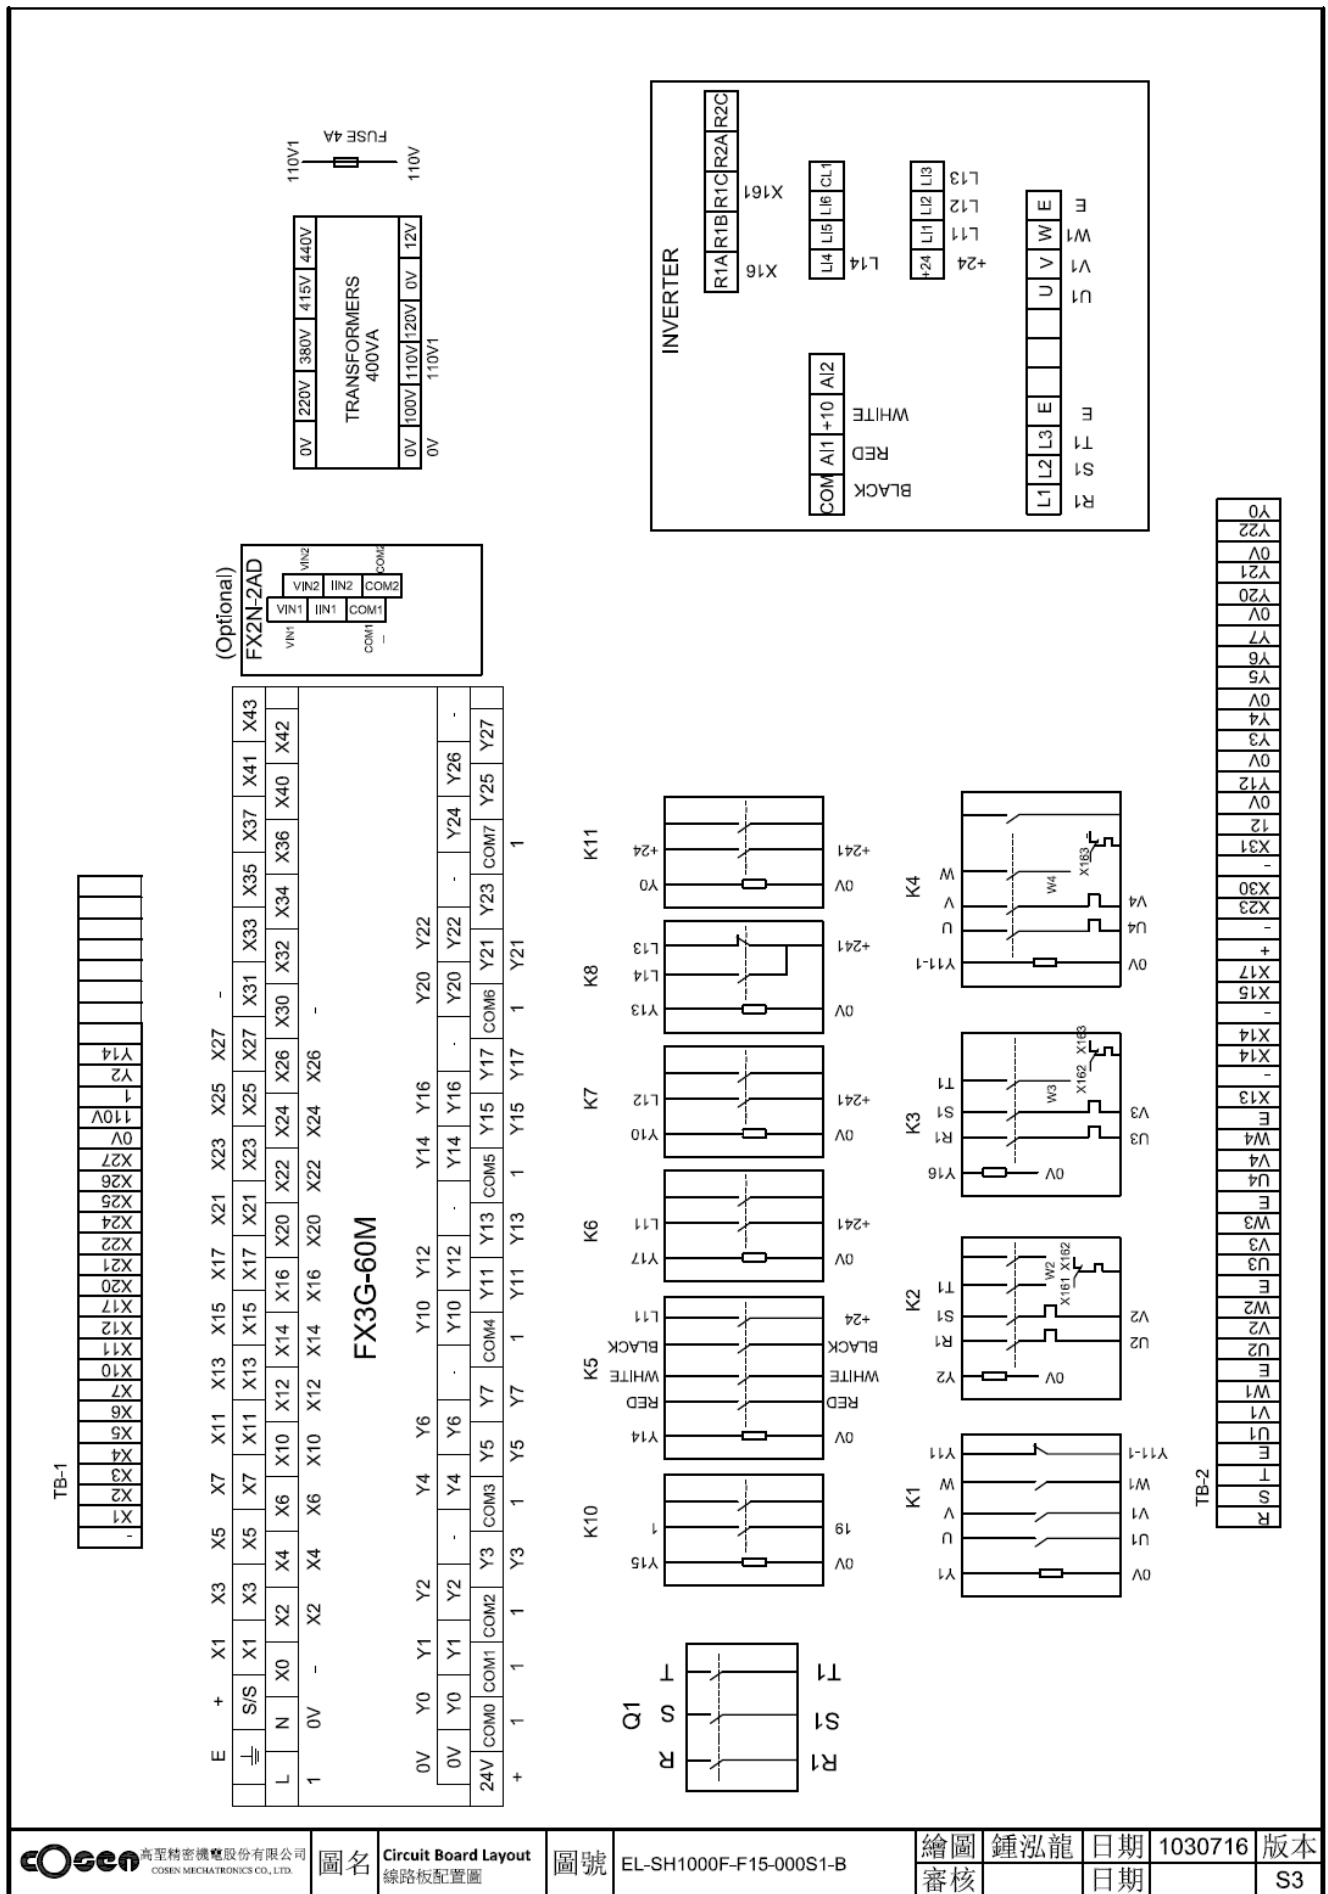 110V1
FUSE 4A
110V
0V 220V 380V 415V 440V
TRANSFORMERS
400VA
0V 100V 110V 120V 0V 12V
0V 110V1
INVERTER
R1A R1B R1C R2A R2C
X16 X161
LI4 LI5 LI6 CL1
L14
+24 LI1 LI2 LI3
+24 L11 L12 L13
COM AI1 +10 AI2
BLACK RED WHITE
L1 L2 L3 E U V W E
R1 S1 T1 E U1 V1 W1 E
(Optional)
FX2N-2AD
VIN2 COM2
VIN2 IIN2 COM2
VIN1 IIN1 COM1
VIN1 COM1 -
TB-1
- X1 X2 X3 X4 X5 X6 X7 X10 X11 X12 X17 X20 X21 X22 X24 X25 X26 X27 0V 110V 1 Y2 Y14
E + X1 X3 X5 X7 X11 X13 X15 X17 X21 X23 X25 X27 -
S/S X1 X3 X5 X7 X11 X13 X15 X17 X21 X23 X25 X27 X31 X33 X35 X37 X41 X43
L N X0 X2 X4 X6 X10 X12 X14 X16 X20 X22 X24 X26 X30 X32 X34 X36 X40 X42
1 0V - X2 X4 X6 X10 X12 X14 X16 X20 X22 X24 X26 -
FX3G-60M
0V Y0 Y1 Y2 Y4 Y6 Y10 Y12 Y14 Y16 Y20 Y22
0V Y0 Y1 Y2 - Y4 Y6 - Y10 Y12 - Y14 Y16 - Y20 Y22 - Y24 Y26 -
24V COM0 COM1 COM2 Y3 COM3 Y5 Y7 COM4 Y11 Y13 COM5 Y15 Y17 COM6 Y21 Y23 COM7 Y25 Y27
+ 1 1 1 Y3 1 Y5 Y7 1 Y11 Y13 1 Y15 Y17 1 Y21 1
K11
Y0 +24
0V +241
K8
Y13 L14 L13
0V +241
K7
Y10 L12
0V +241
K6
Y17 L11
0V +241
K5
Y14 RED WHITE BLACK L11
0V RED WHITE BLACK +24
K10
Y15 1
0V 19
Q1
R S T
R1 S1 T1
K4
Y11-1 U V W
W4 X163 -
0V U4 V4
K3
Y16 R1 S1 T1
0V W3 X162 X163
U3 V3
K2
Y2 R1 S1 T1
0V W2 X161 X162
U2 V2
K1
Y1 U V W Y11
0V U1 V1 W1 Y11-1
TB-2
R S T E U1 V1 W1 E U2 V2 W2 E U3 V3 W3 E U4 V4 W4 E X13 - X14 X14 - X15 X17 + - X23 X30 - X31 12 0V Y12 0V Y3 Y4 0V Y5 Y6 Y7 0V Y20 Y21 0V Y22 Y0
cosen 高聖精密機電股份有限公司
COSEN MECHATRONICS CO., LTD.
圖名 Circuit Board Layout
線路板配置圖
圖號 EL-SH1000F-F15-000S1-B
繪圖 鍾泓龍 日期 1030716 版本
審核 日期 S3